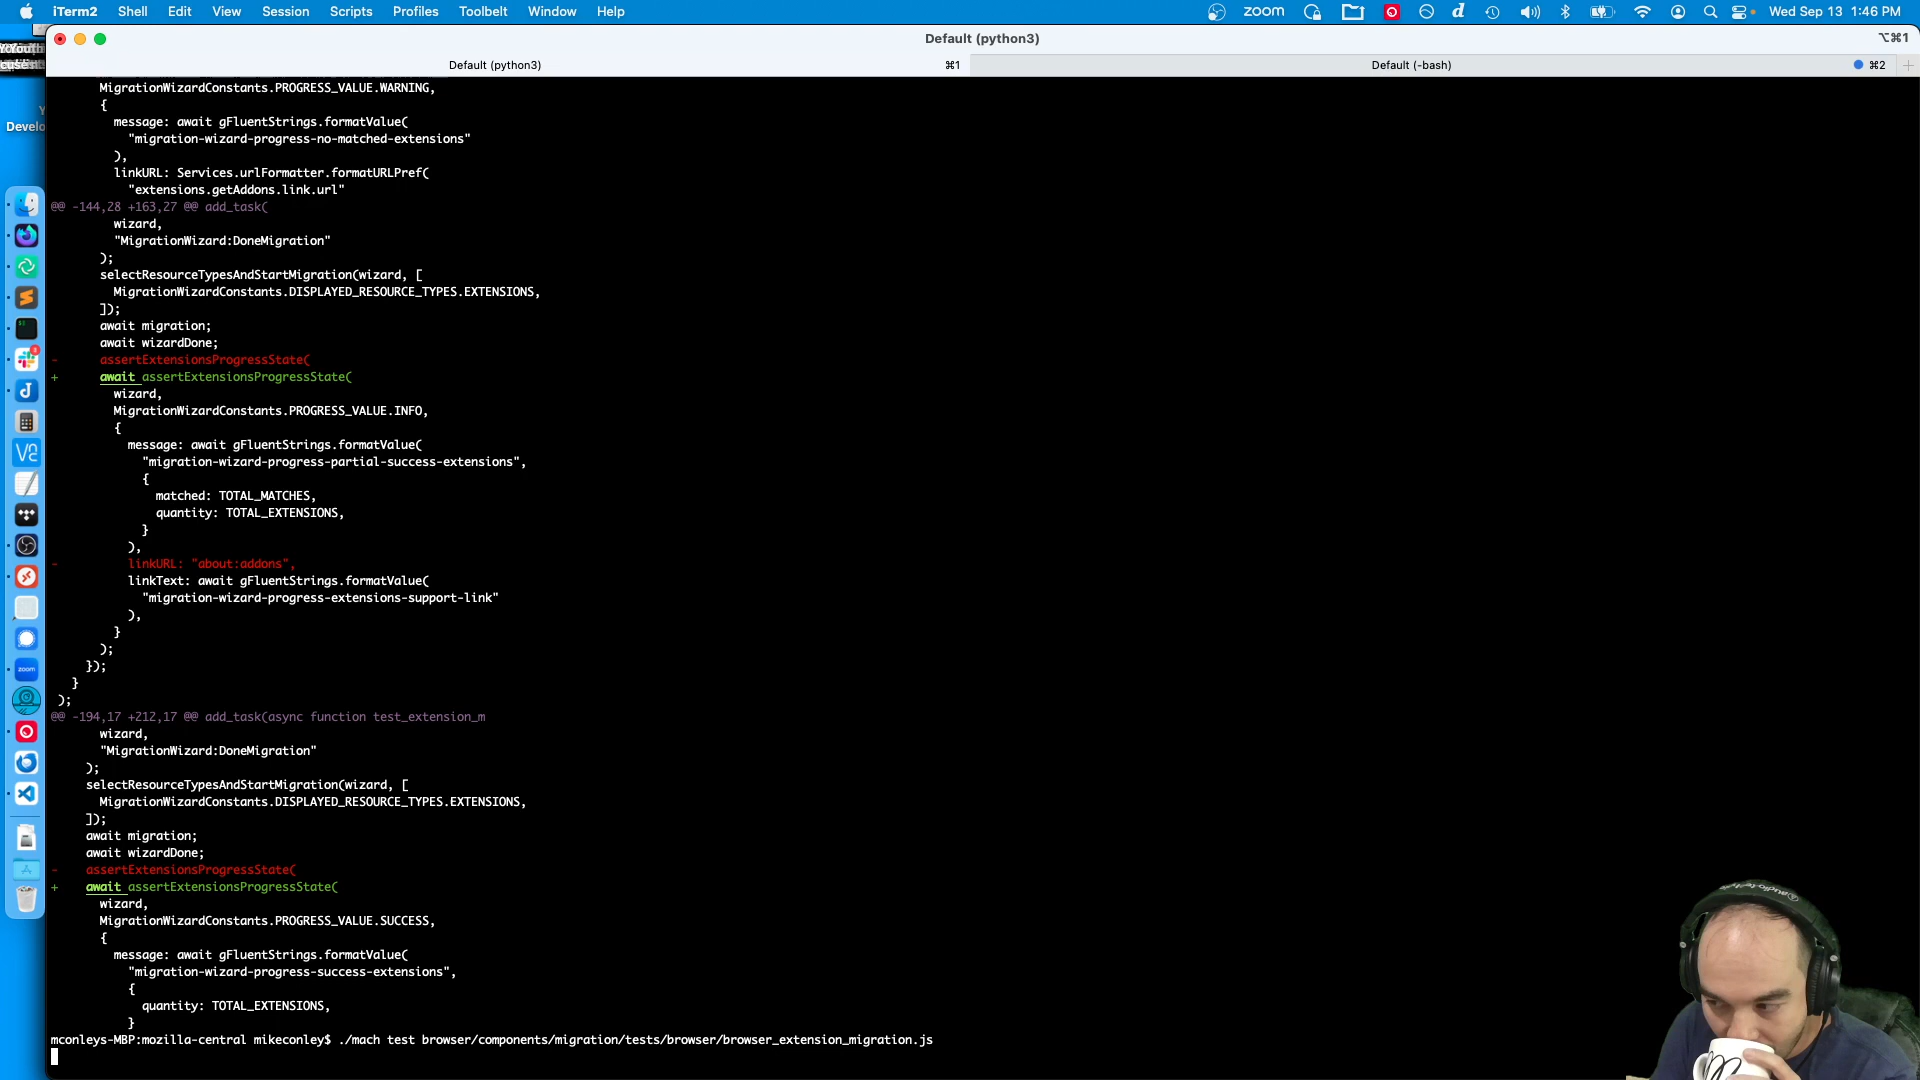 iTerm2 Shell Edit View Session Scripts Profiles Toolbelt Window Help zoom Wed Sep 13 1:46 PM
Default (python3) ⌥⌘1
Default (python3) ⌘1 Default (-bash) ⌘2
Develo
MigrationWizardConstants.PROGRESS_VALUE.WARNING,
{
message: await gFluentStrings.formatValue(
"migration-wizard-progress-no-matched-extensions"
),
linkURL: Services.urlFormatter.formatURLPref(
"extensions.getAddons.link.url"
@@ -144,28 +163,27 @@ add_task(
wizard,
"MigrationWizard:DoneMigration"
);
selectResourceTypesAndStartMigration(wizard, [
MigrationWizardConstants.DISPLAYED_RESOURCE_TYPES.EXTENSIONS,
]);
await migration;
await wizardDone;
- assertExtensionsProgressState(
+ await assertExtensionsProgressState(
wizard,
MigrationWizardConstants.PROGRESS_VALUE.INFO,
{
message: await gFluentStrings.formatValue(
"migration-wizard-progress-partial-success-extensions",
{
matched: TOTAL_MATCHES,
quantity: TOTAL_EXTENSIONS,
}
),
- linkURL: "about:addons",
linkText: await gFluentStrings.formatValue(
"migration-wizard-progress-extensions-support-link"
),
}
);
});
}
);
@@ -194,17 +212,17 @@ add_task(async function test_extension_m
wizard,
"MigrationWizard:DoneMigration"
);
selectResourceTypesAndStartMigration(wizard, [
MigrationWizardConstants.DISPLAYED_RESOURCE_TYPES.EXTENSIONS,
]);
await migration;
await wizardDone;
- assertExtensionsProgressState(
+ await assertExtensionsProgressState(
wizard,
MigrationWizardConstants.PROGRESS_VALUE.SUCCESS,
{
message: await gFluentStrings.formatValue(
"migration-wizard-progress-success-extensions",
{
quantity: TOTAL_EXTENSIONS,
}
mconleys-MBP:mozilla-central mikeconley$ ./mach test browser/components/migration/tests/browser/browser_extension_migration.js